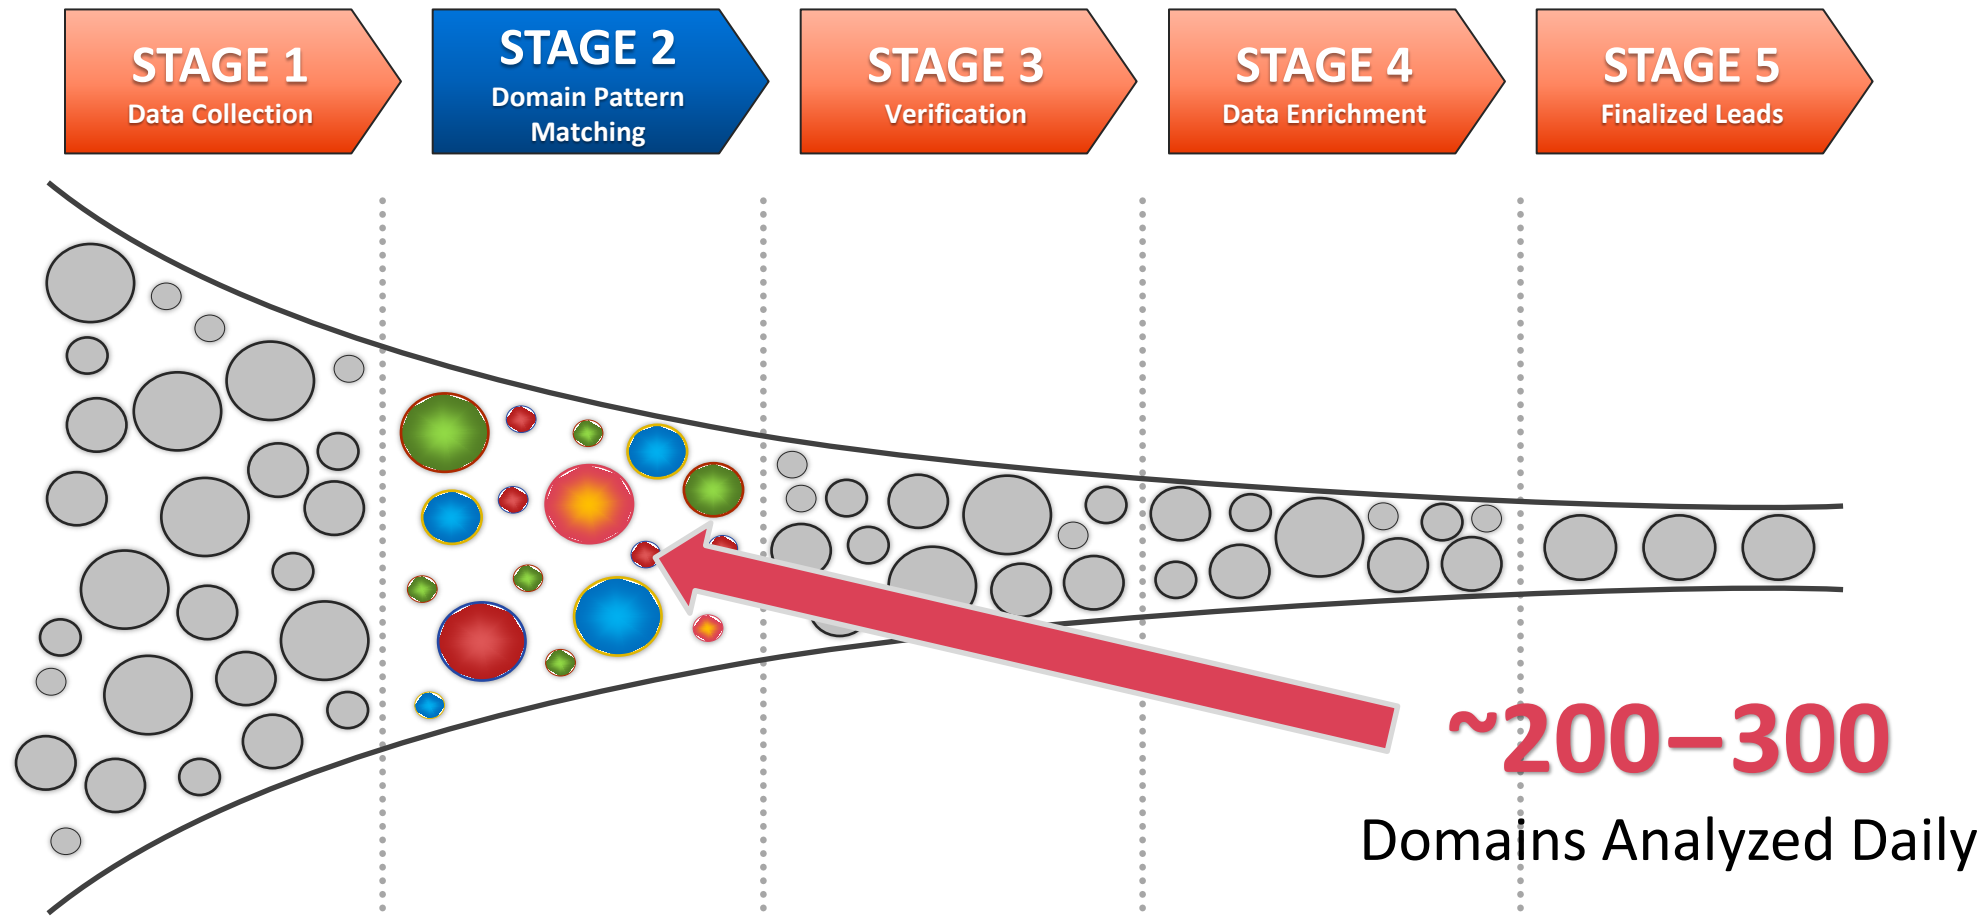 STAGE 1
Data Collection
STAGE 2
Domain Pattern
Matching
STAGE 3
Verification
STAGE 4
Data Enrichment
STAGE 5
Finalized Leads
~200–300
Domains Analyzed Daily